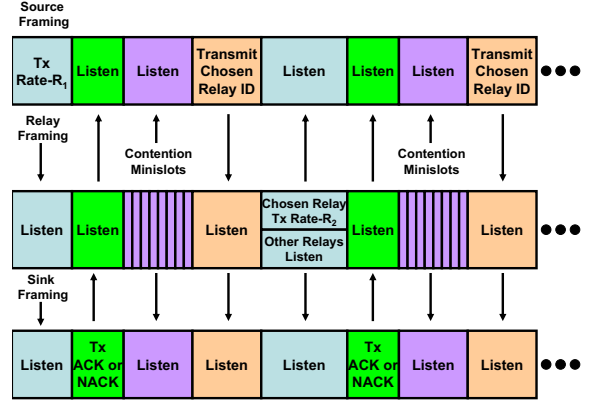 Source
Framing
Tx
Rate-R1
Listen
Listen
Transmit
Chosen
Relay ID
Listen
Listen
Listen
Transmit
Chosen
Relay ID
Relay
Framing
Contention
Minislots
Contention
Minislots
Listen
Listen
Listen
Chosen Relay
Tx Rate-R2
Other Relays
Listen
Listen
Listen
Sink
Framing
Listen
Tx
ACK or
NACK
Listen
Listen
Listen
Tx
ACK or
NACK
Listen
Listen